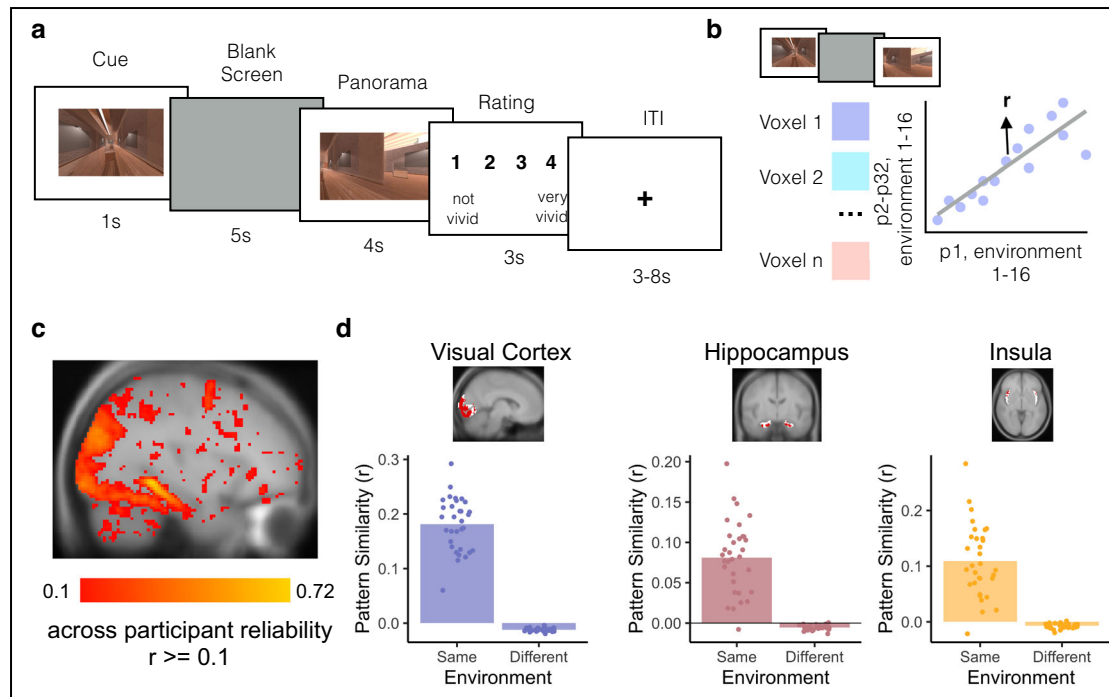 a
Cue
Blank
Screen
Panorama
Rating
ITI
1 2 3 4
not
vivid
very
vivid
+
1s
5s
4s
3s
3-8s
b
Voxel 1
Voxel 2
...
Voxel n
p2-p32,
environment 1-16
r
p1, environment
1-16
c
0.1
0.72
across participant reliability
r >= 0.1
d
Visual Cortex
Pattern Similarity (r)
0.3
0.2
0.1
0.0
Same
Different
Environment
Hippocampus
Pattern Similarity (r)
0.20
0.15
0.10
0.05
0.00
Same
Different
Environment
Insula
Pattern Similarity (r)
0.2
0.1
0.0
Same
Different
Environment